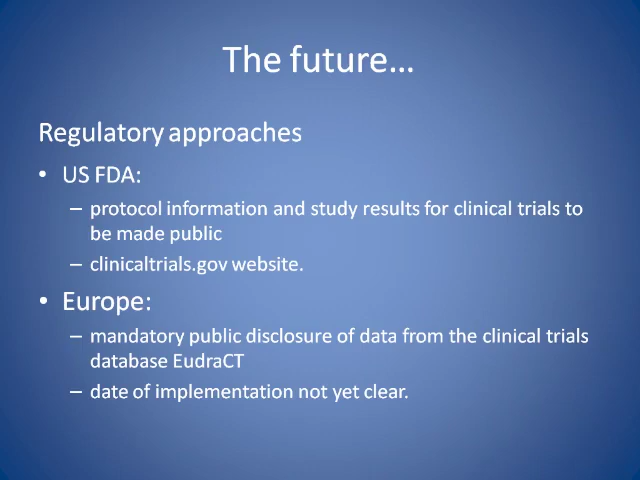 The future…
Regulatory approaches
• US FDA:
– protocol information and study results for clinical trials to
be made public
– clinicaltrials.gov website.
• Europe:
– mandatory public disclosure of data from the clinical trials
database EudraCT
– date of implementation not yet clear.